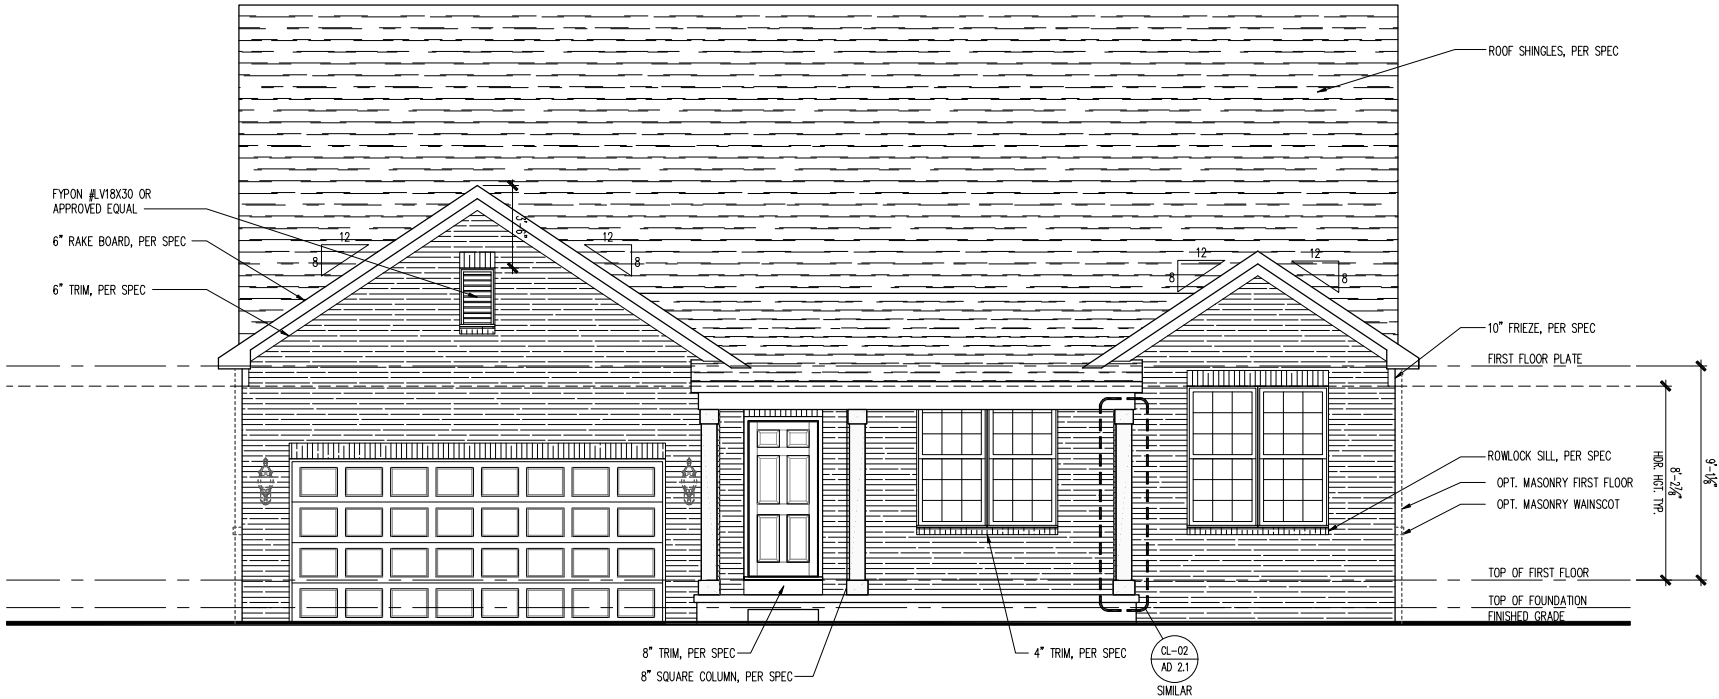 ROOF SHINGLES, PER SPEC
FYPON #LV18X30 OR
APPROVED EQUAL
6" RAKE BOARD, PER SPEC
6" TRIM, PER SPEC
3'-6"
12
8
12
8
12
8
12
8
10" FRIEZE, PER SPEC
FIRST FLOOR PLATE
ROWLOCK SILL, PER SPEC
OPT. MASONRY FIRST FLOOR
OPT. MASONRY WAINSCOT
HDR. HGT. TYP.
8'-2⅞"
9'-1⅛"
TOP OF FIRST FLOOR
TOP OF FOUNDATION
FINISHED GRADE
8" TRIM, PER SPEC
8" SQUARE COLUMN, PER SPEC
4" TRIM, PER SPEC
CL-02
AD 2.1
SIMILAR